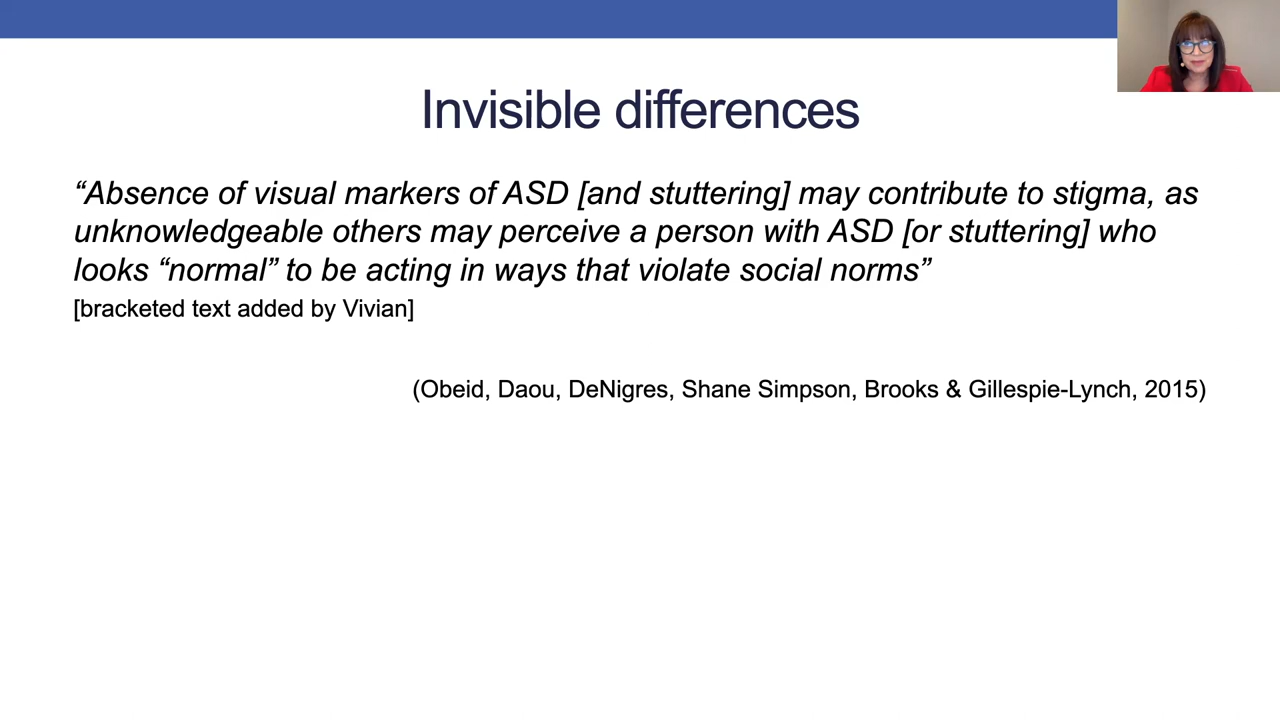 Invisible differences
“Absence of visual markers of ASD [and stuttering] may contribute to stigma, as
unknowledgeable others may perceive a person with ASD [or stuttering] who
looks “normal” to be acting in ways that violate social norms”
[bracketed text added by Vivian]
(Obeid, Daou, DeNigres, Shane Simpson, Brooks & Gillespie-Lynch, 2015)